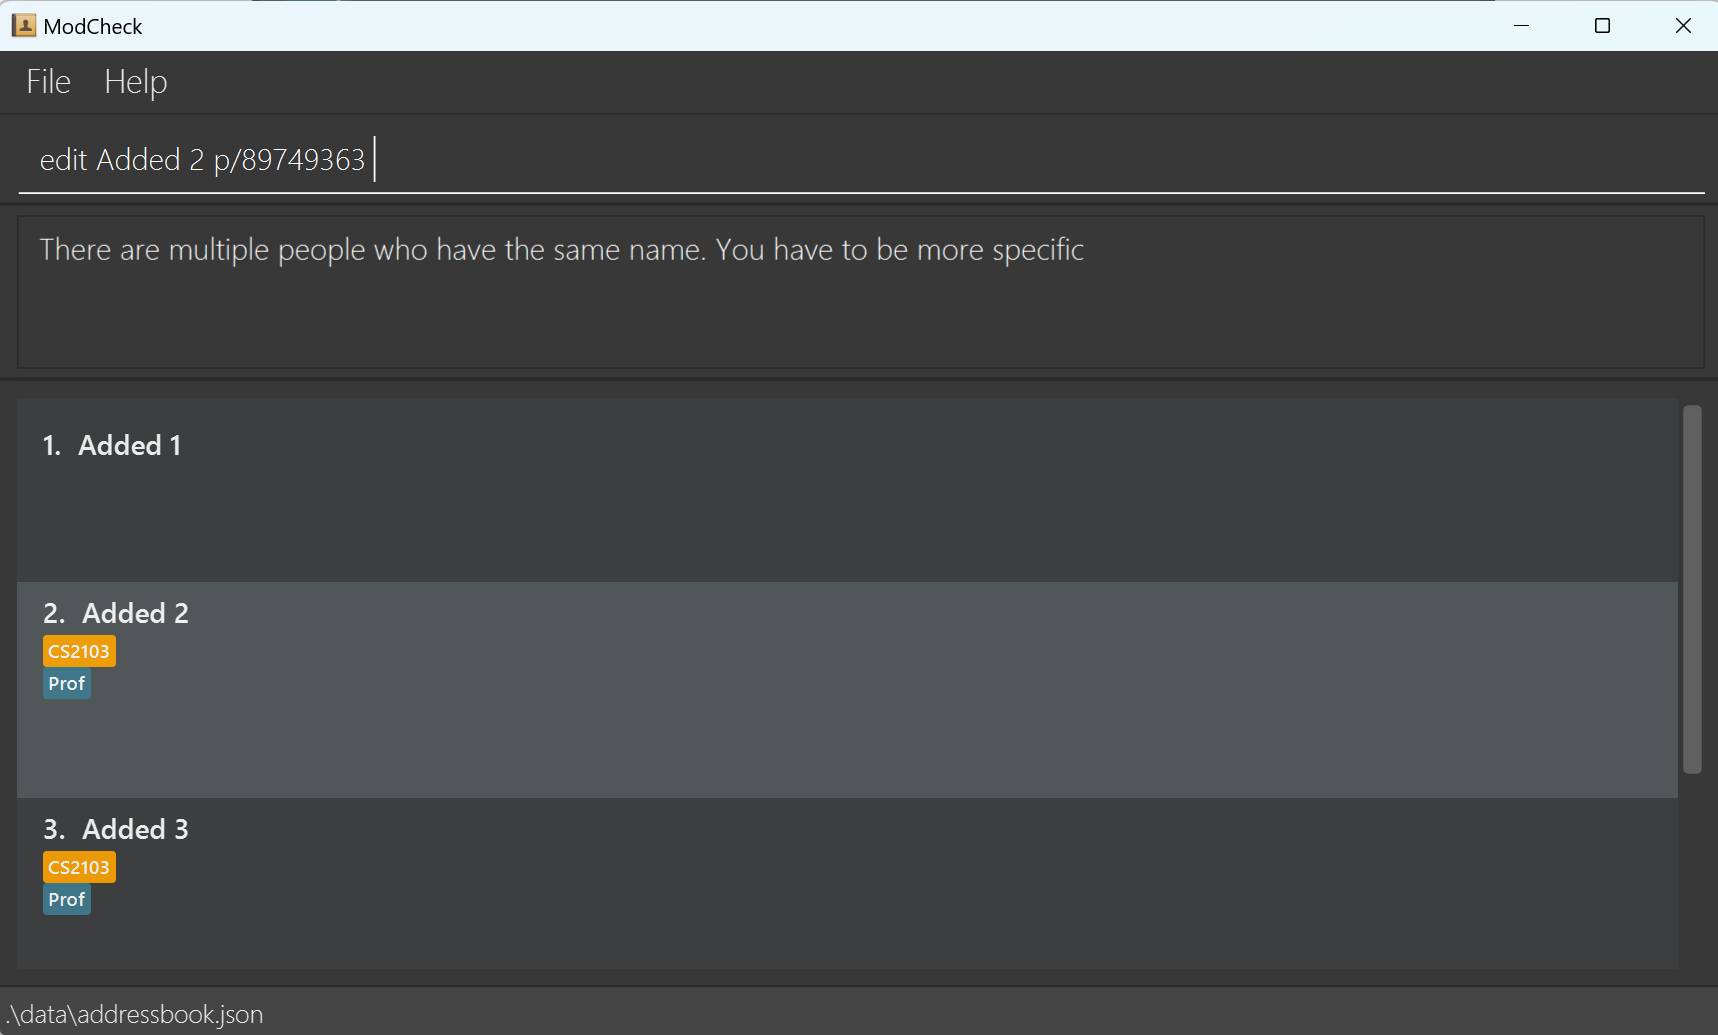 ModCheck
File Help
edit Added 2 p/89749363
There are multiple people who have the same name. You have to be more specific
1. Added 1
2. Added 2
CS2103
Prof
3. Added 3
CS2103
Prof
.\data\addressbook.json